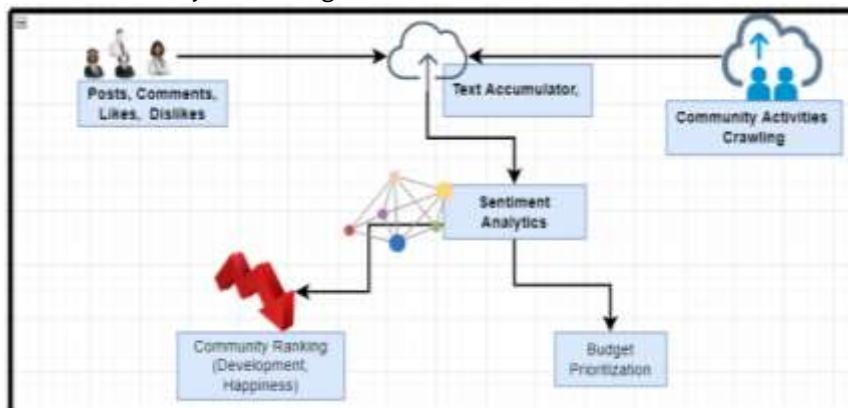 Posts, Comments,
Likes, Dislikes
Text Accumulator,
Community Activities
Crawling
Sentiment
Analytics
Community Ranking
(Development,
Happiness)
Budget
Prioritization